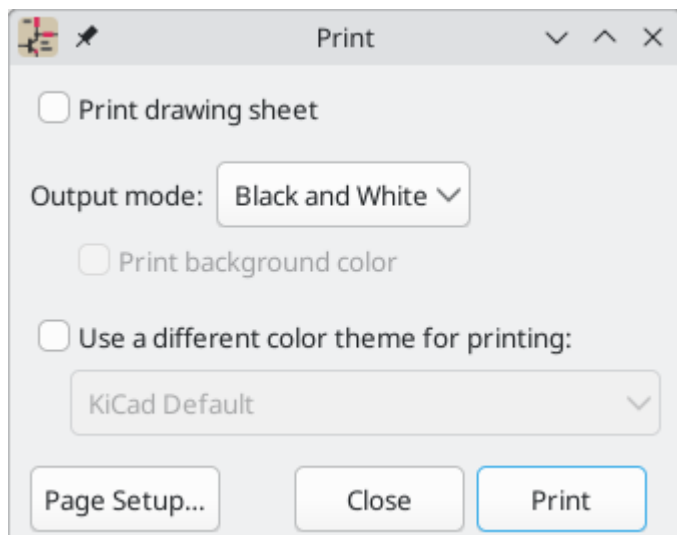 Print
Print drawing sheet
Output mode: Black and White
Print background color
Use a different color theme for printing:
KiCad Default
Page Setup... Close Print